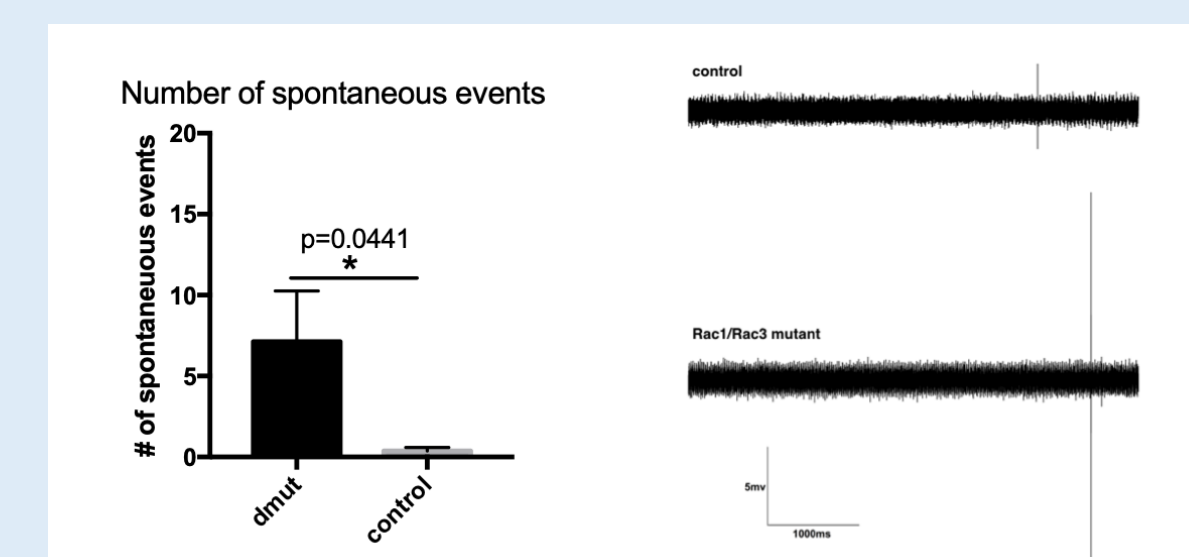 Number of spontaneous events
# of spontaneuous events
20
15
10
5
0
p=0.0441
*
dmut
control
control
Rac1/Rac3 mutant
5mv
1000ms